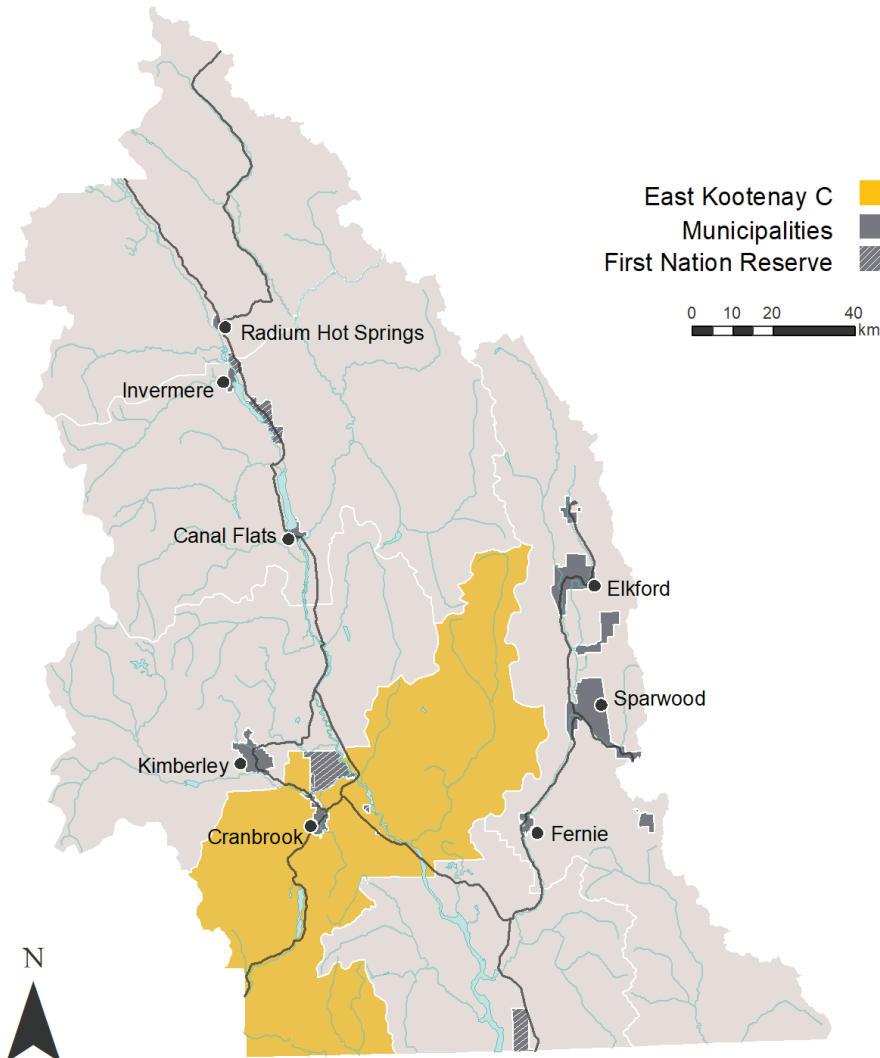 East Kootenay C
Municipalities
First Nation Reserve
0 10 20 40
km
Radium Hot Springs
Invermere
Canal Flats
Elkford
Sparwood
Kimberley
Cranbrook
Fernie
N